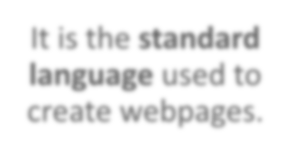 It is the standard
language used to
create webpages.